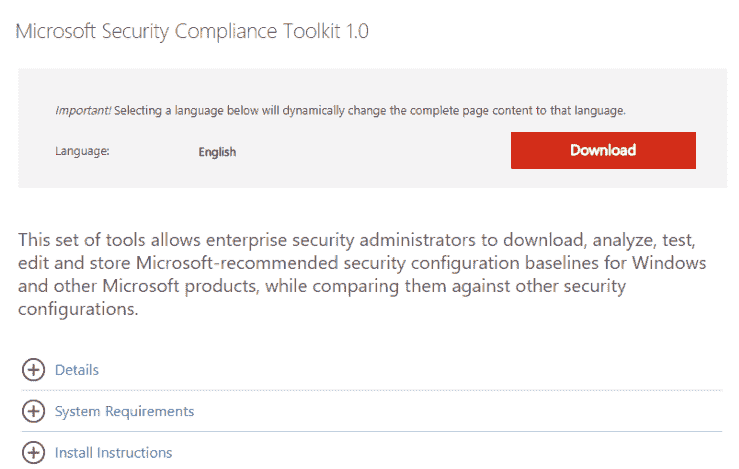 Microsoft Security Compliance Toolkit 1.0
Important! Selecting a language below will dynamically change the complete page content to that language.
Language: English Download
This set of tools allows enterprise security administrators to download, analyze, test,
edit and store Microsoft-recommended security configuration baselines for Windows
and other Microsoft products, while comparing them against other security
configurations.
Details
System Requirements
Install Instructions